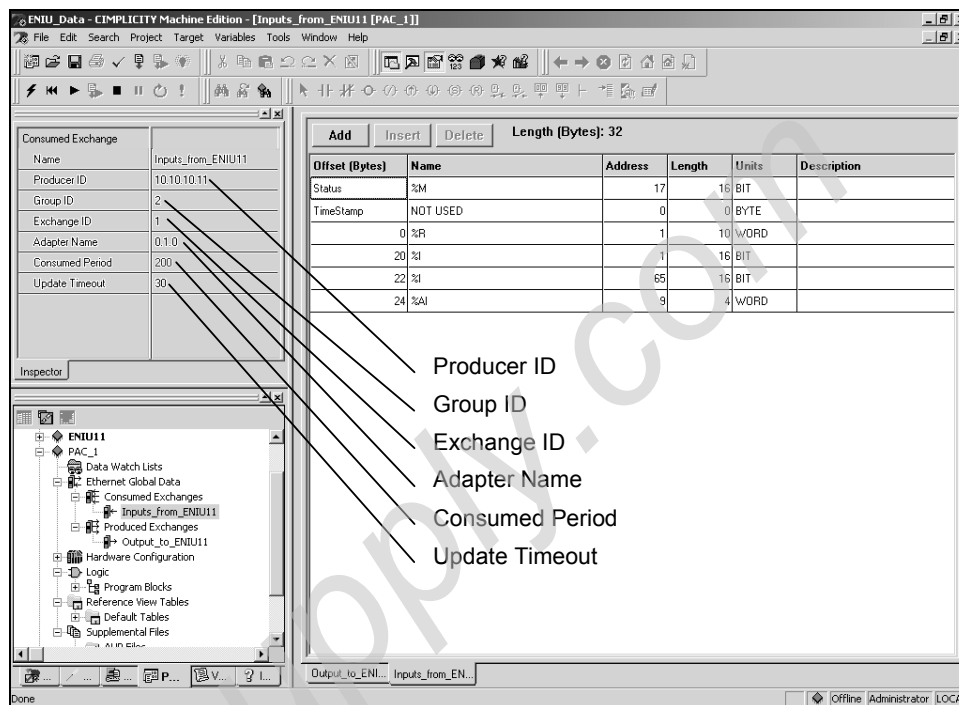 ENIU_Data - CIMPLICITY Machine Edition - [Inputs_from_ENIU11 [PAC_1]]
File Edit Search Project Target Variables Tools Window Help
Consumed Exchange
Name Inputs_from_ENIU11
Producer ID 10.10.10.11
Group ID 2
Exchange ID 1
Adapter Name 0.1.0
Consumed Period 200
Update Timeout 30
Inspector
Add Insert Delete Length (Bytes): 32
Offset (Bytes) Name Address Length Units Description
Status %M 17 16 BIT
TimeStamp NOT USED 0 0 BYTE
0 %R 1 10 WORD
20 %I 1 16 BIT
22 %I 65 16 BIT
24 %AI 9 4 WORD
Producer ID
Group ID
Exchange ID
Adapter Name
Consumed Period
Update Timeout
ENIU11
PAC_1
Data Watch Lists
Ethernet Global Data
Consumed Exchanges
Inputs_from_ENIU11
Produced Exchanges
Output_to_ENIU11
Hardware Configuration
Logic
Program Blocks
Reference View Tables
Default Tables
Supplemental Files
AUP Files
... ... ... P... V... I...
Output_to_ENI... Inputs_from_EN...
Done Offline Administrator LOCA